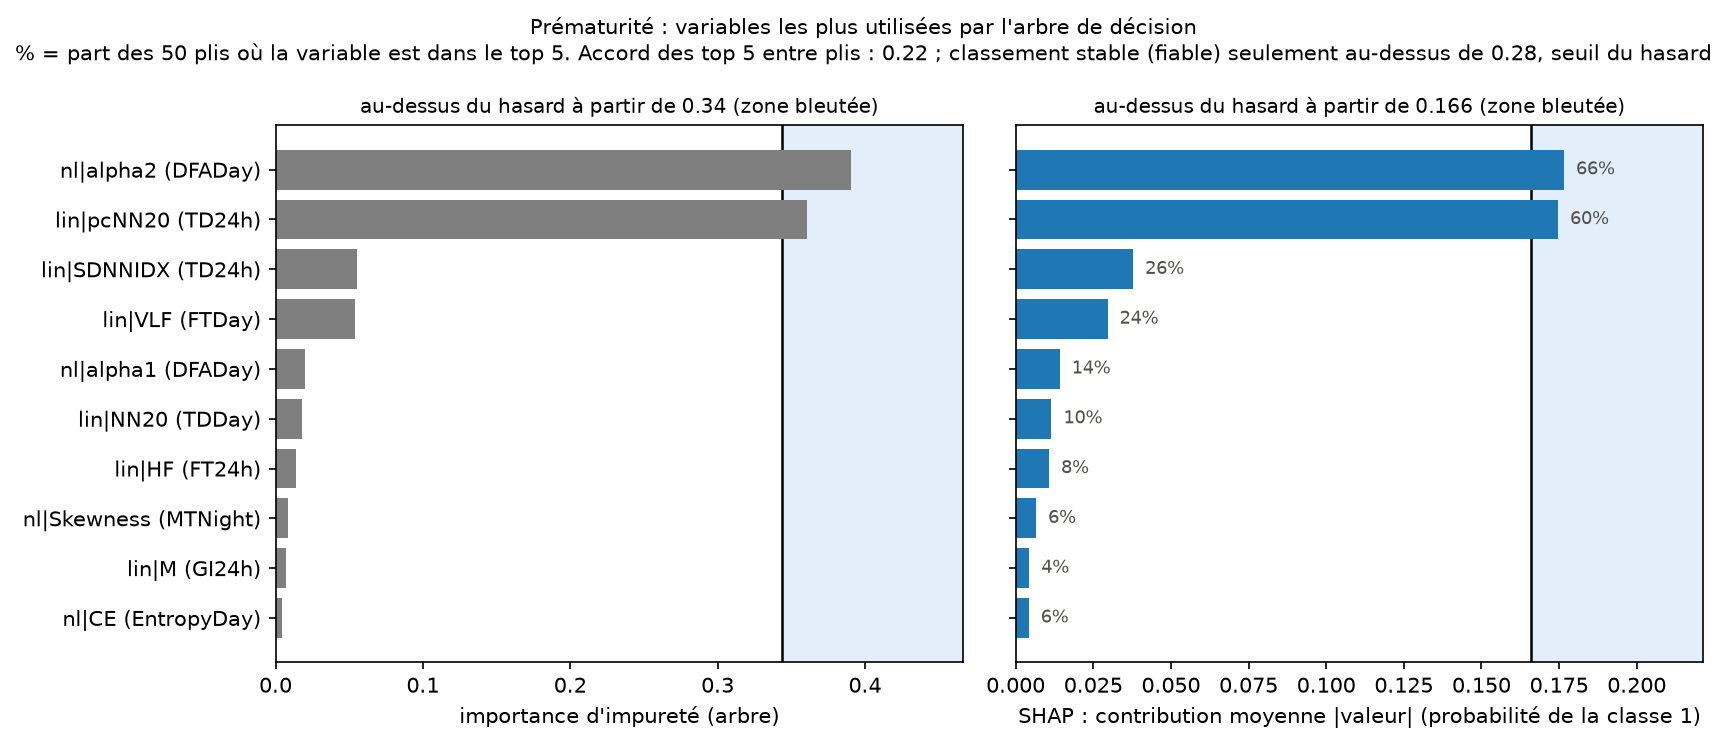 Prématurité : variables les plus utilisées par l'arbre de décision
% = part des 50 plis où la variable est dans le top 5. Accord des top 5 entre plis : 0.22 ; classement stable (fiable) seulement au-dessus de 0.28, seuil du hasard
au-dessus du hasard à partir de 0.34 (zone bleutée)
nl|alpha2 (DFADay)
lin|pcNN20 (TD24h)
lin|SDNNIDX (TD24h)
lin|VLF (FTDay)
nl|alpha1 (DFADay)
lin|NN20 (TDDay)
lin|HF (FT24h)
nl|Skewness (MTNight)
lin|M (GI24h)
nl|CE (EntropyDay)
0.0 0.1 0.2 0.3 0.4
importance d'impureté (arbre)
au-dessus du hasard à partir de 0.166 (zone bleutée)
66%
60%
26%
24%
14%
10%
8%
6%
4%
6%
0.000 0.025 0.050 0.075 0.100 0.125 0.150 0.175 0.200
SHAP : contribution moyenne |valeur| (probabilité de la classe 1)